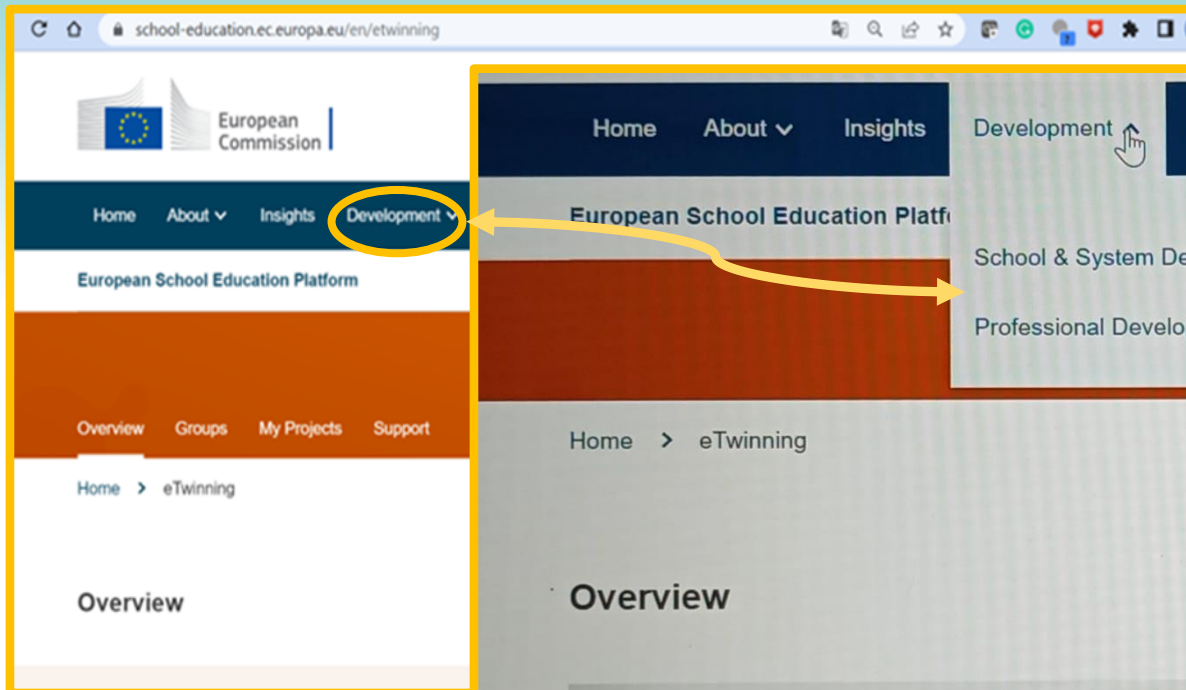 school-education.ec.europa.eu/en/etwinning
European
Commission
Home About Insights Development
European School Education Platform
Overview Groups My Projects Support
Home > eTwinning
Overview
Home About Insights Development
European School Education Platf
School & System De
Professional Develo
Home > eTwinning
Overview